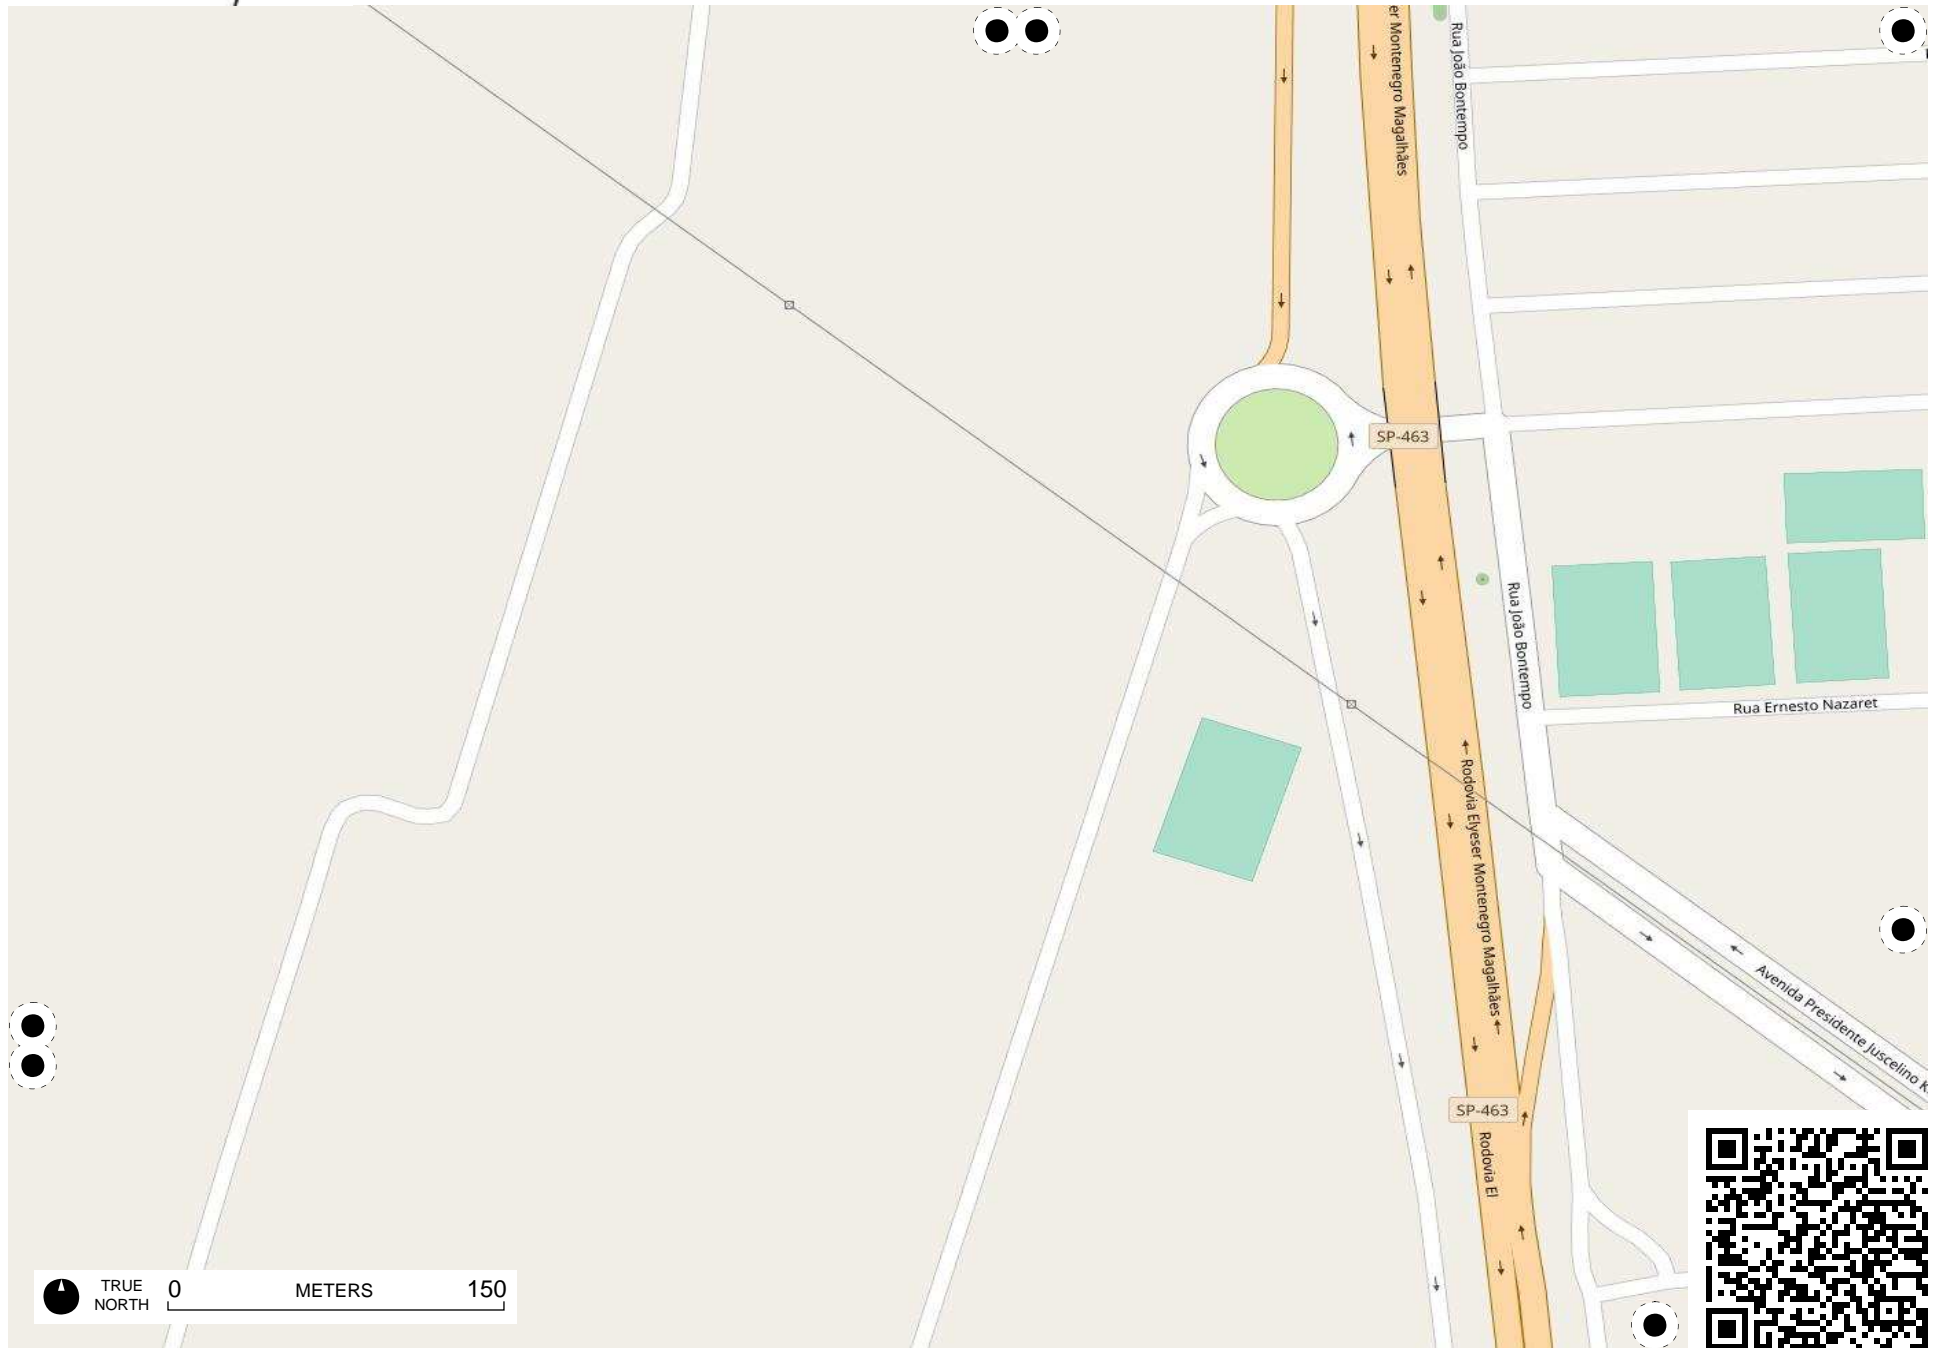 er Montenegro Magalhães
Rua João Bontempo
SP-463
Rua João Bontempo
Rua Ernesto Nazaret
Rodovia Elyeser Montenegro Magalhães
Avenida Presidente Juscelino K
SP-463
Rodovia El
TRUE NORTH
0 METERS 150